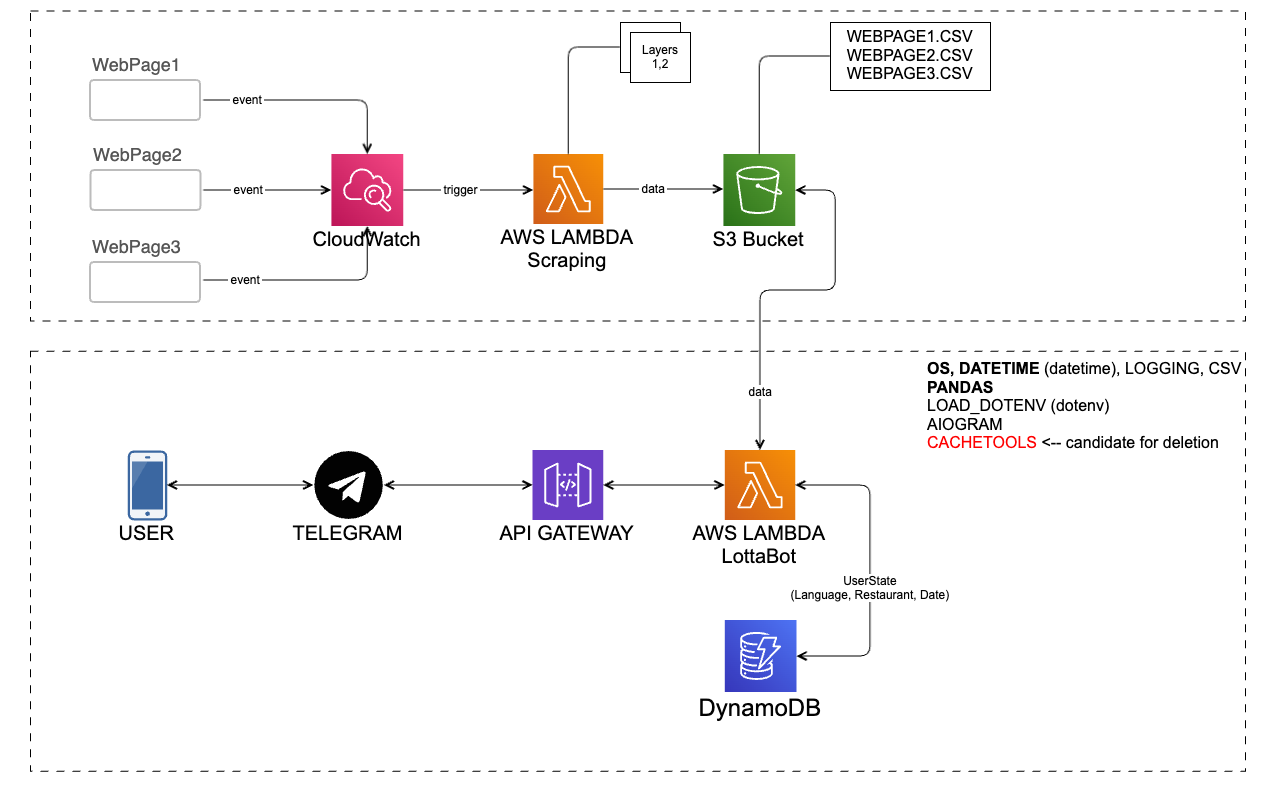 WebPage1
event
WebPage2
event
WebPage3
event
CloudWatch
trigger
Layers
1,2
AWS LAMBDA
Scraping
data
S3 Bucket
WEBPAGE1.CSV
WEBPAGE2.CSV
WEBPAGE3.CSV
data
OS, DATETIME (datetime), LOGGING, CSV
PANDAS
LOAD_DOTENV (dotenv)
AIOGRAM
CACHETOOLS <-- candidate for deletion
USER
TELEGRAM
</>
API GATEWAY
AWS LAMBDA
LottaBot
UserState
(Language, Restaurant, Date)
DynamoDB